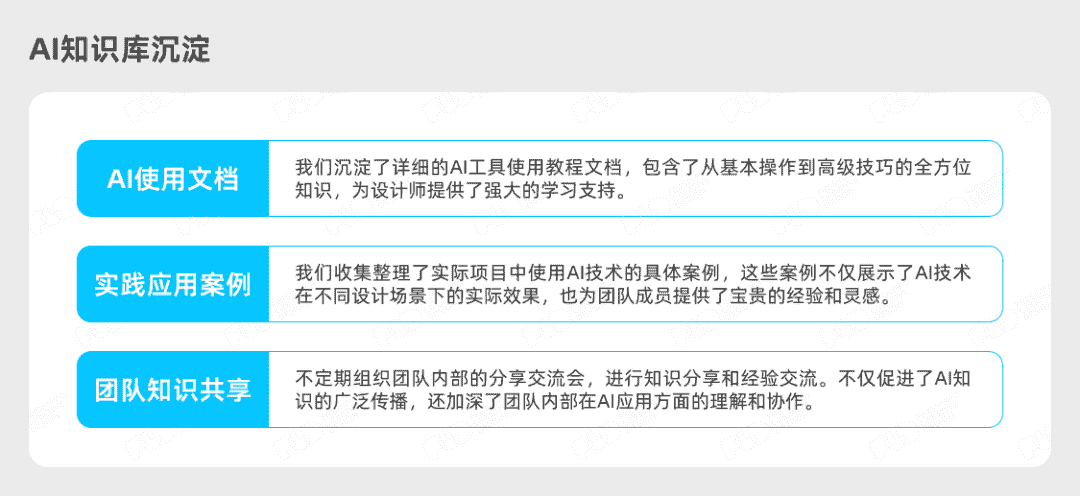 AI知识库沉淀
AI使用文档
我们沉淀了详细的AI工具使用教程文档，包含了从基本操作到高级技巧的全方位
知识，为设计师提供了强大的学习支持。
实践应用案例
我们收集整理了实际项目中使用AI技术的具体案例，这些案例不仅展示了AI技术
在不同设计场景下的实际效果，也为团队成员提供了宝贵的经验和灵感。
团队知识共享
不定期组织团队内部的分享交流会，进行知识分享和经验交流。不仅促进了AI知
识的广泛传播，还加深了团队内部在AI应用方面的理解和协作。